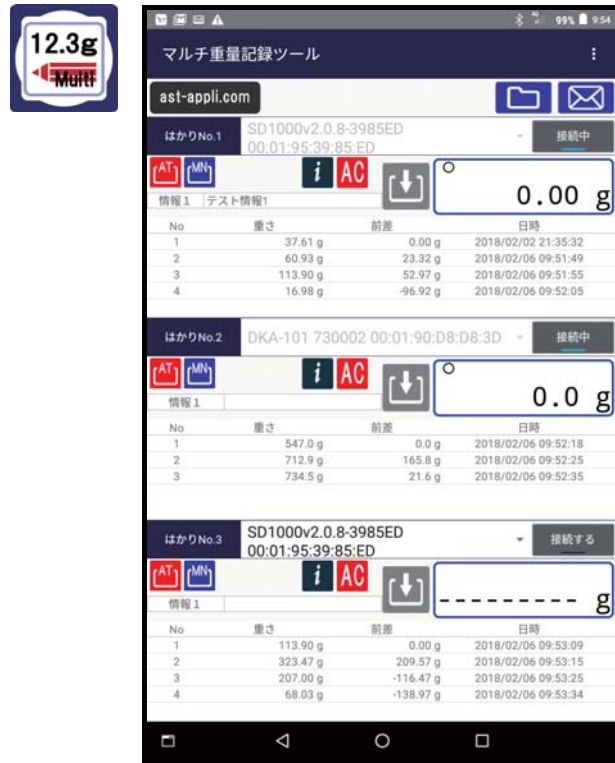 12.3g
Multi
99% 9:54
マルチ重量記録ツール
ast-appli.com
はかりNo.1 SD1000v2.0.8-3985ED 00:01:95:39:85:ED 接続中
AT MN i AC 0.00 g
情報1 テスト情報1
No 重さ 前差 日時
1 37.61 g 0.00 g 2018/02/02 21:35:32
2 60.93 g 23.32 g 2018/02/06 09:51:49
3 113.90 g 52.97 g 2018/02/06 09:51:55
4 16.98 g -96.92 g 2018/02/06 09:52:05
はかりNo.2 DKA-101 730002 00:01:90:D8:D8:3D 接続中
AT MN i AC 0.0 g
情報1
No 重さ 前差 日時
1 547.0 g 0.0 g 2018/02/06 09:52:18
2 712.9 g 165.8 g 2018/02/06 09:52:25
3 734.5 g 21.6 g 2018/02/06 09:52:35
はかりNo.3 SD1000v2.0.8-3985ED 00:01:95:39:85:ED 接続する
AT MN i AC --------- g
情報1
No 重さ 前差 日時
1 113.90 g 0.00 g 2018/02/06 09:53:09
2 323.47 g 209.57 g 2018/02/06 09:53:15
3 207.00 g -116.47 g 2018/02/06 09:53:25
4 68.03 g -138.97 g 2018/02/06 09:53:34